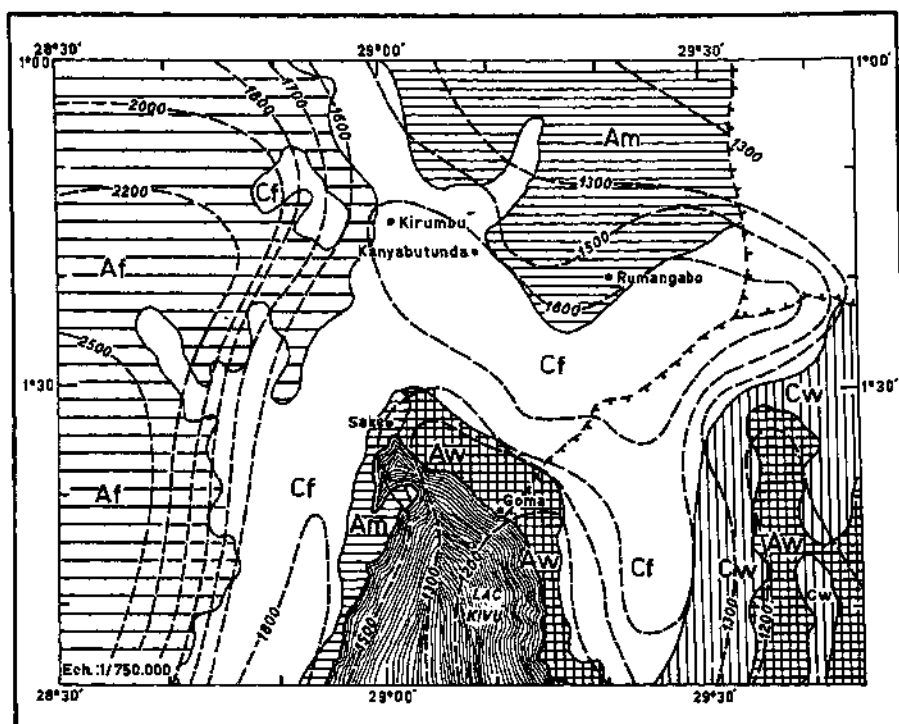 28°30' 29°00' 29°30'
1°00' 1°00'
1800 1700 1600
2000
1300
Am
1300
Cf
2200
Kirumbu
1500
Kanyabutunda
Af
Rumangabo
1600
2500
Cf
1°30' 1°30'
Cw
Sake
Aw
Af Cf
Goma
Am
Aw Aw
Cf Cw
1200
LAC
KIVU
Cw
1300
1500
1300 1200
1800
Ech.:1/750.000
28°30' 29°00' 29°30'